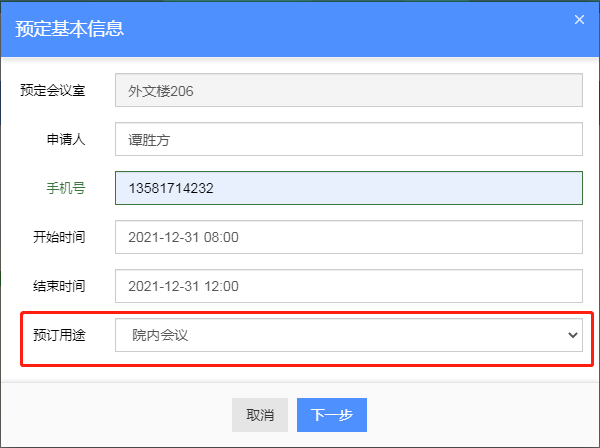 预定基本信息
预定会议室 外文楼206
申请人 谭胜方
手机号 13581714232
开始时间 2021-12-31 08:00
结束时间 2021-12-31 12:00
预订用途 院内会议
取消 下一步